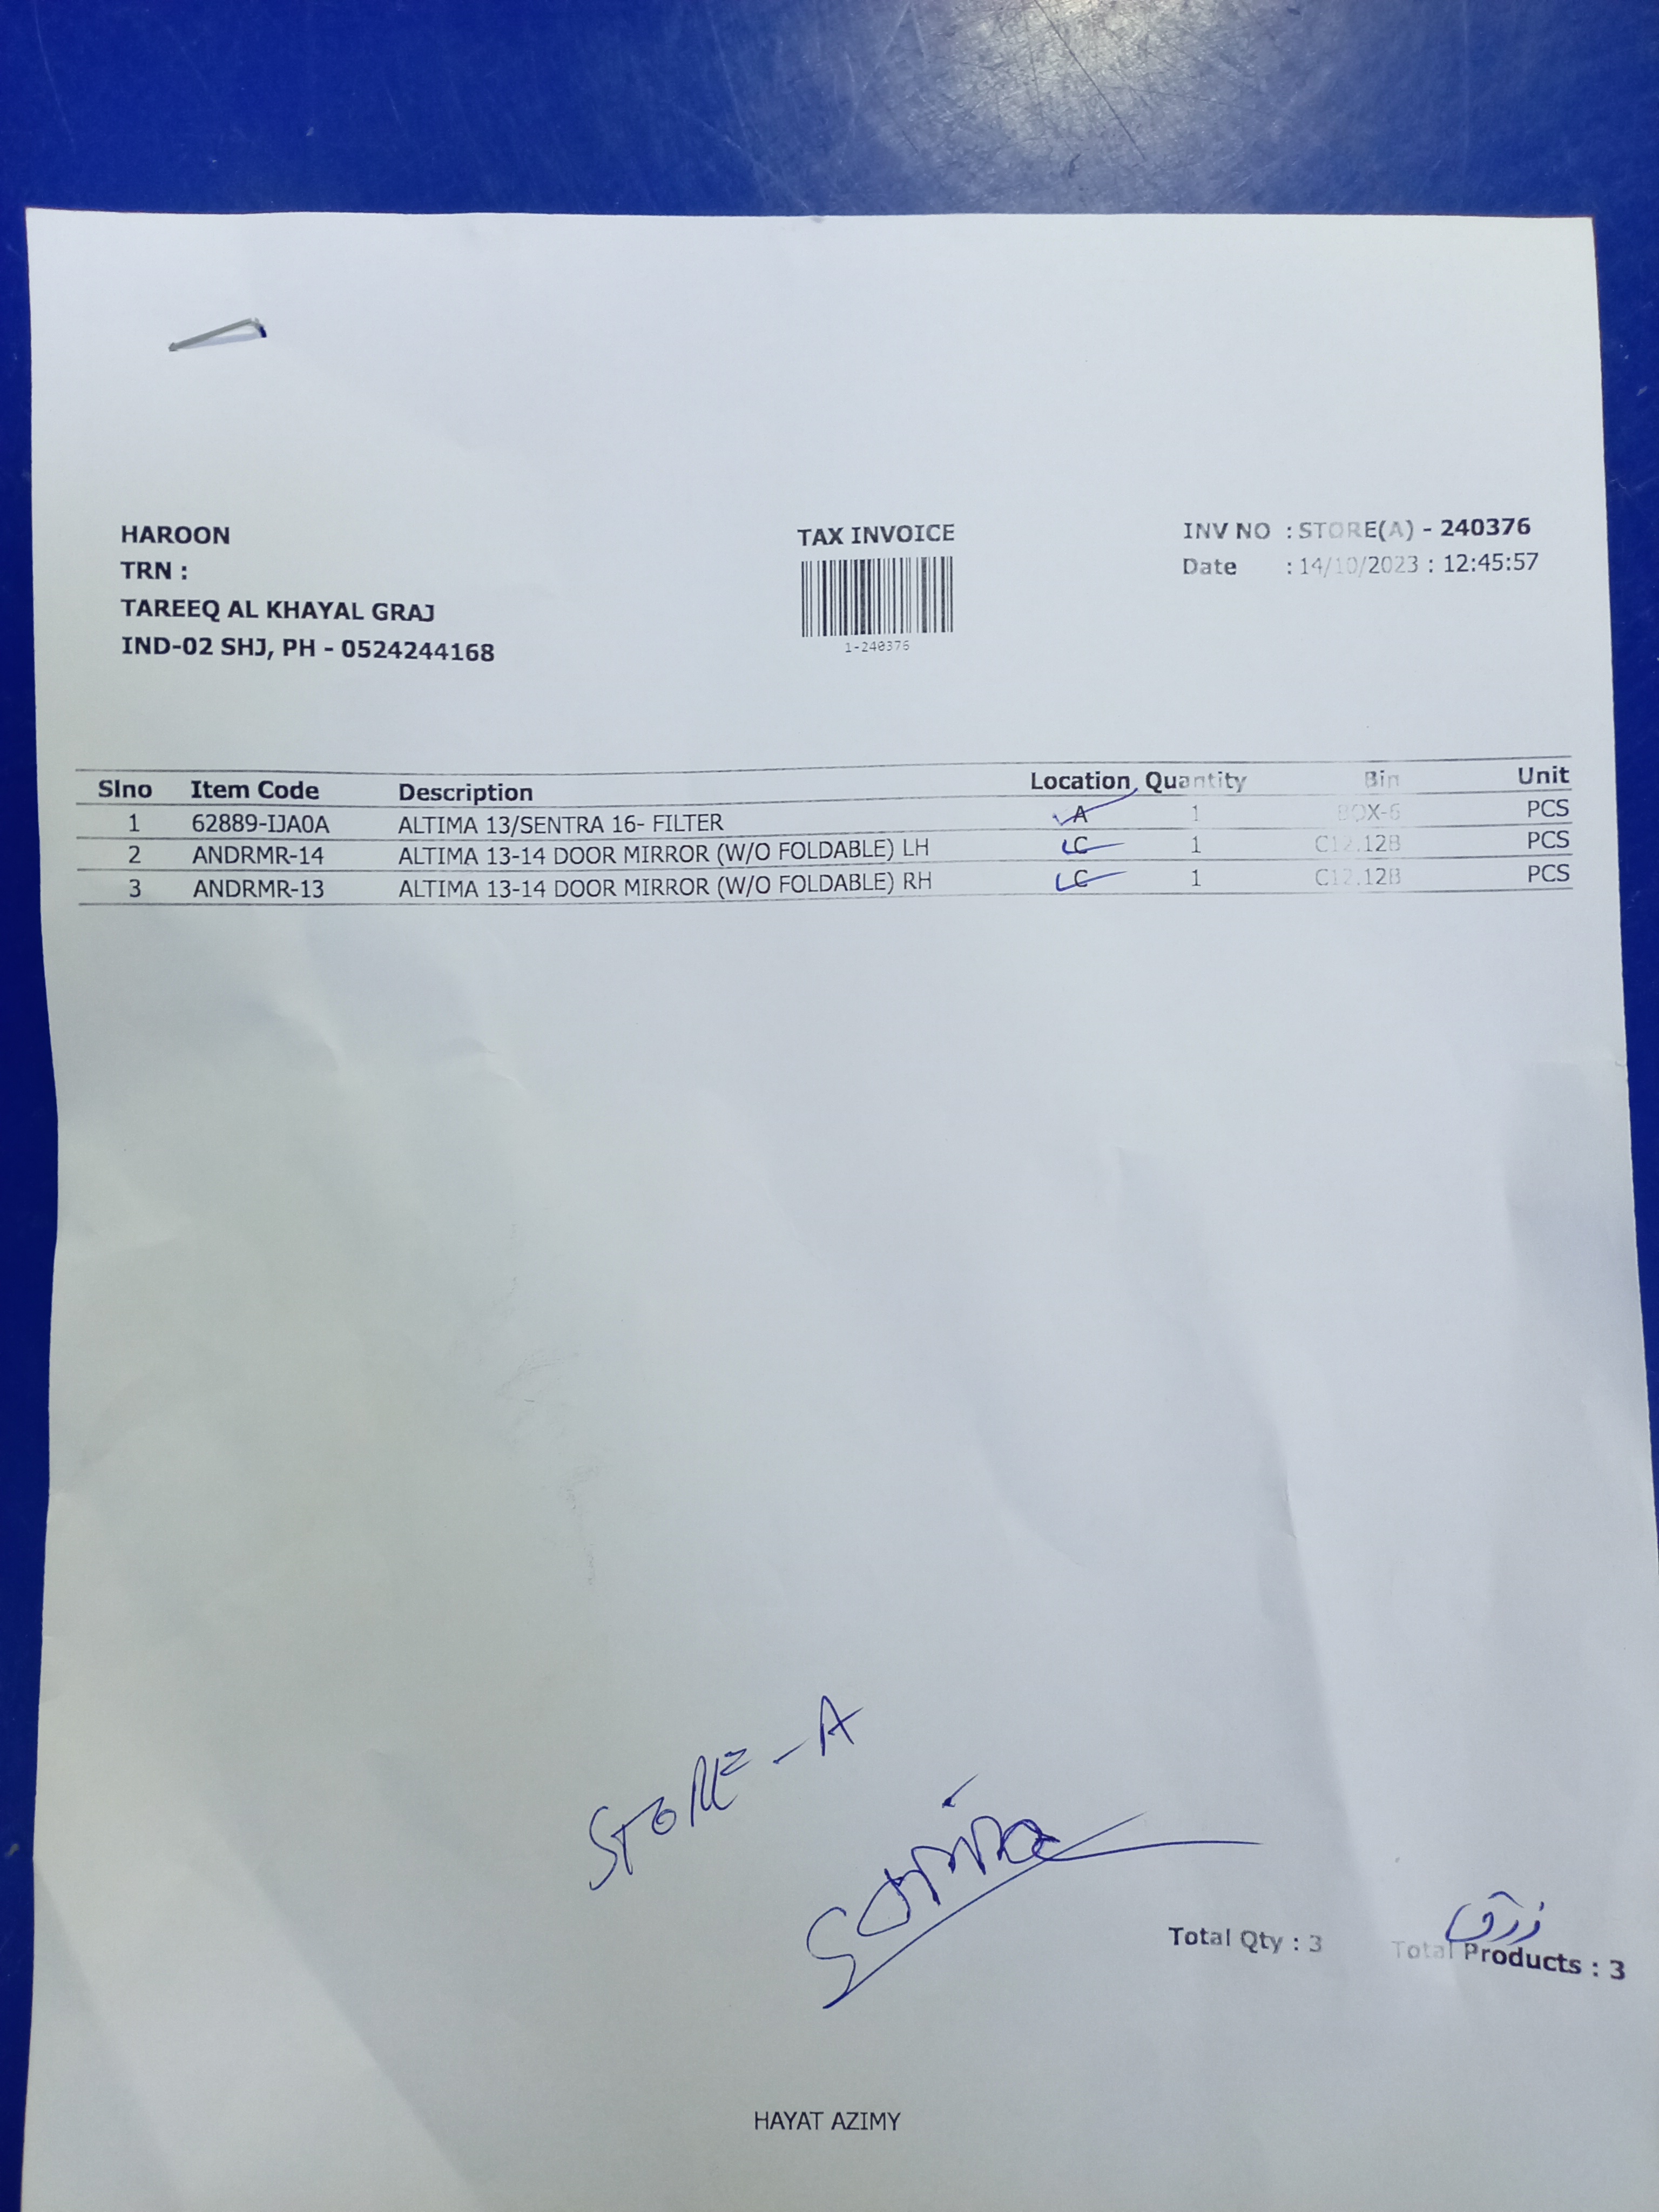 HAROON
TRN :
TAREEQ AL KHAYAL GRAJ
IND-02 SHJ, PH - 0524244168
TAX INVOICE
1-240376
INV NO : STORE(A) - 240376
Date : 14/10/2023 : 12:45:57
Slno Item Code Description Location Quantity Bin Unit
1 62889-IJA0A ALTIMA 13/SENTRA 16- FILTER A 1 BOX-6 PCS
2 ANDRMR-14 ALTIMA 13-14 DOOR MIRROR (W/O FOLDABLE) LH C 1 C12.12B PCS
3 ANDRMR-13 ALTIMA 13-14 DOOR MIRROR (W/O FOLDABLE) RH C 1 C12.12B PCS
STORE-A
Total Qty : 3 Total Products : 3
HAYAT AZIMY